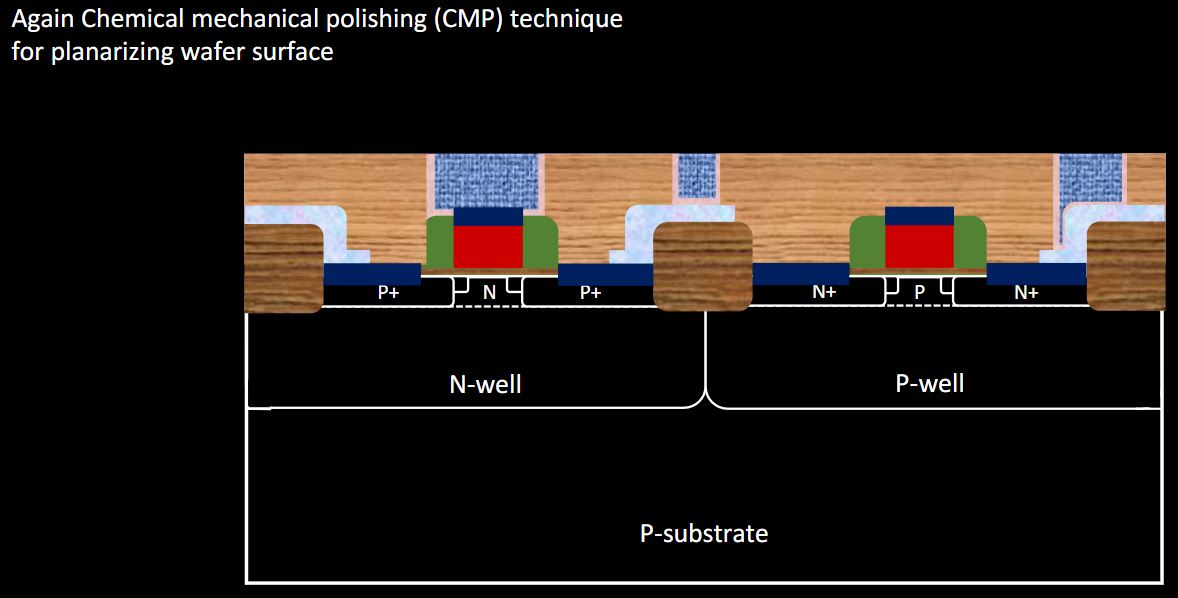 Again Chemical mechanical polishing (CMP) technique
for planarizing wafer surface
P+
N
P+
N+
P
N+
N-well
P-well
P-substrate